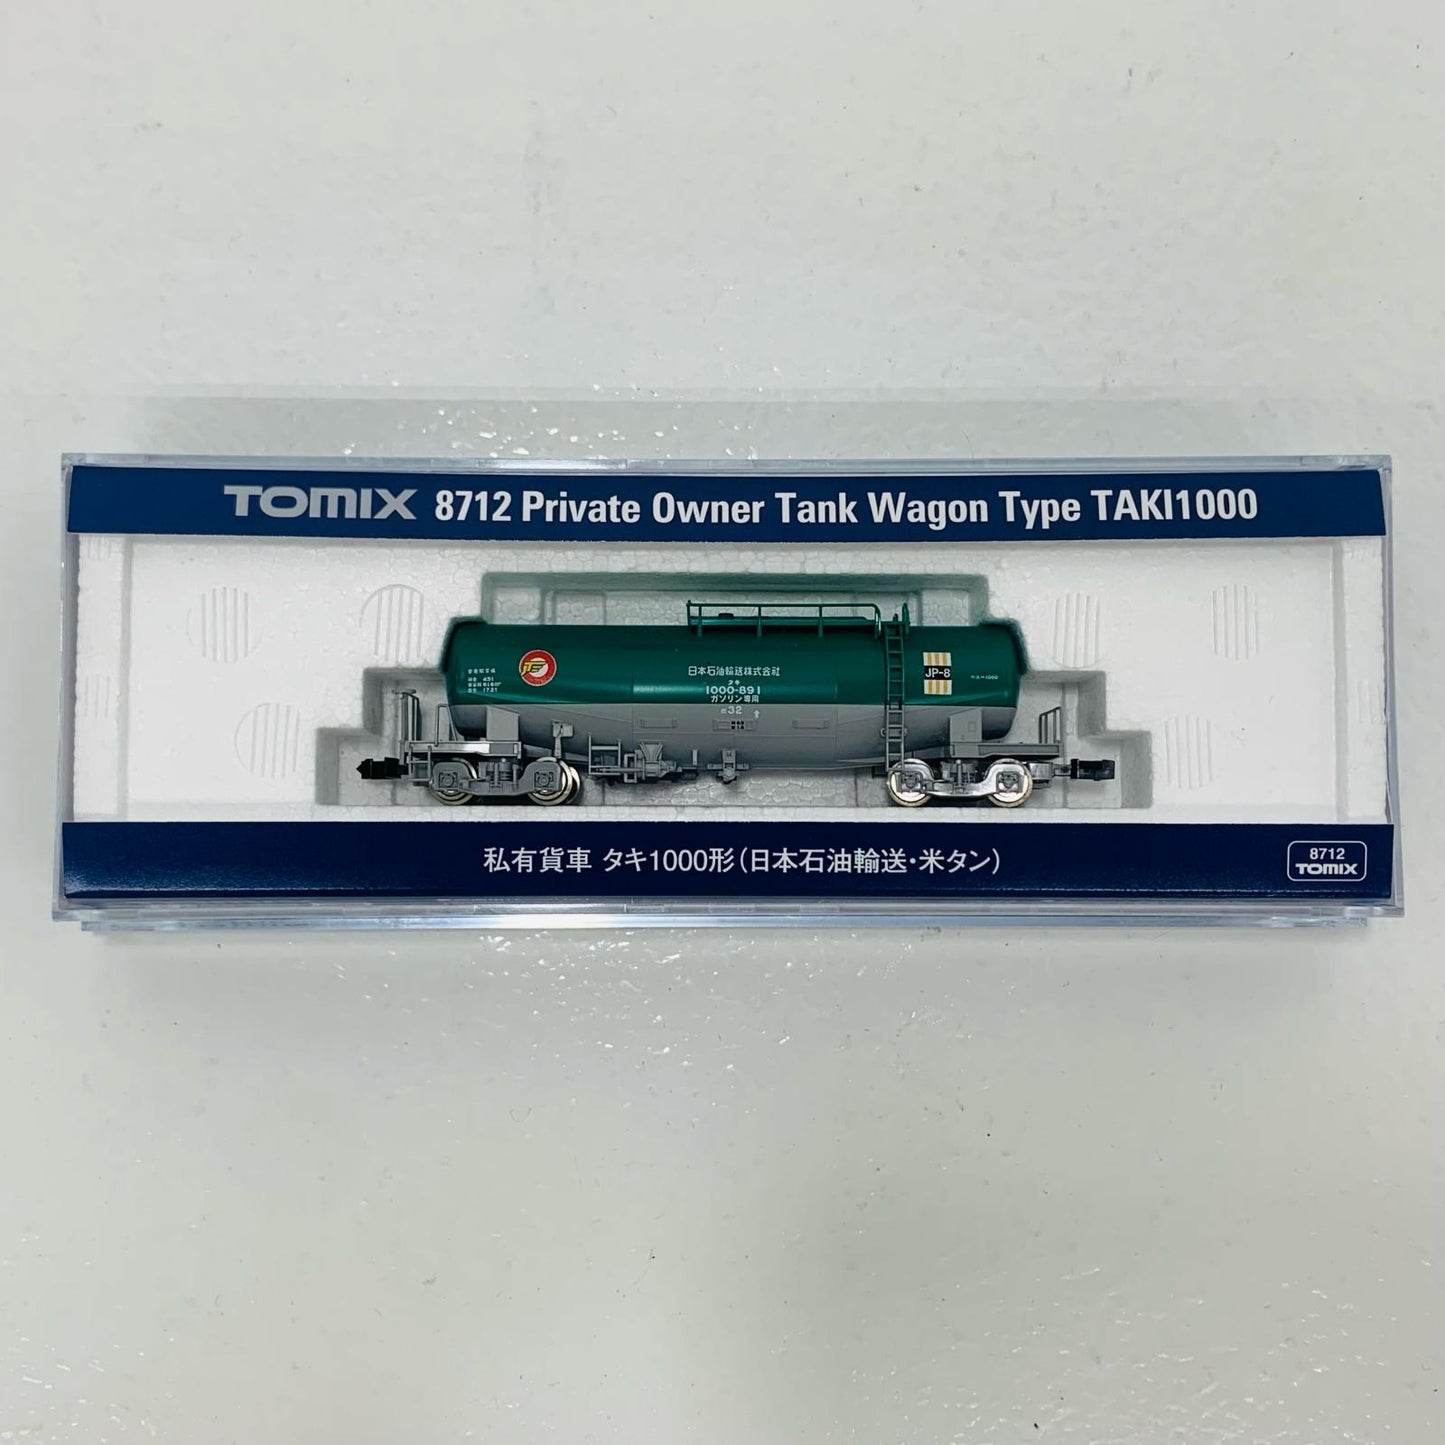 TOMIX 8712 Private Owner Tank Wagon Type TAKI1000
日本石油輸送株式会社
タキ
1000-891
ガソリン専用
JP-8
私有貨車 タキ1000形(日本石油輸送・米タン)
8712
TOMIX